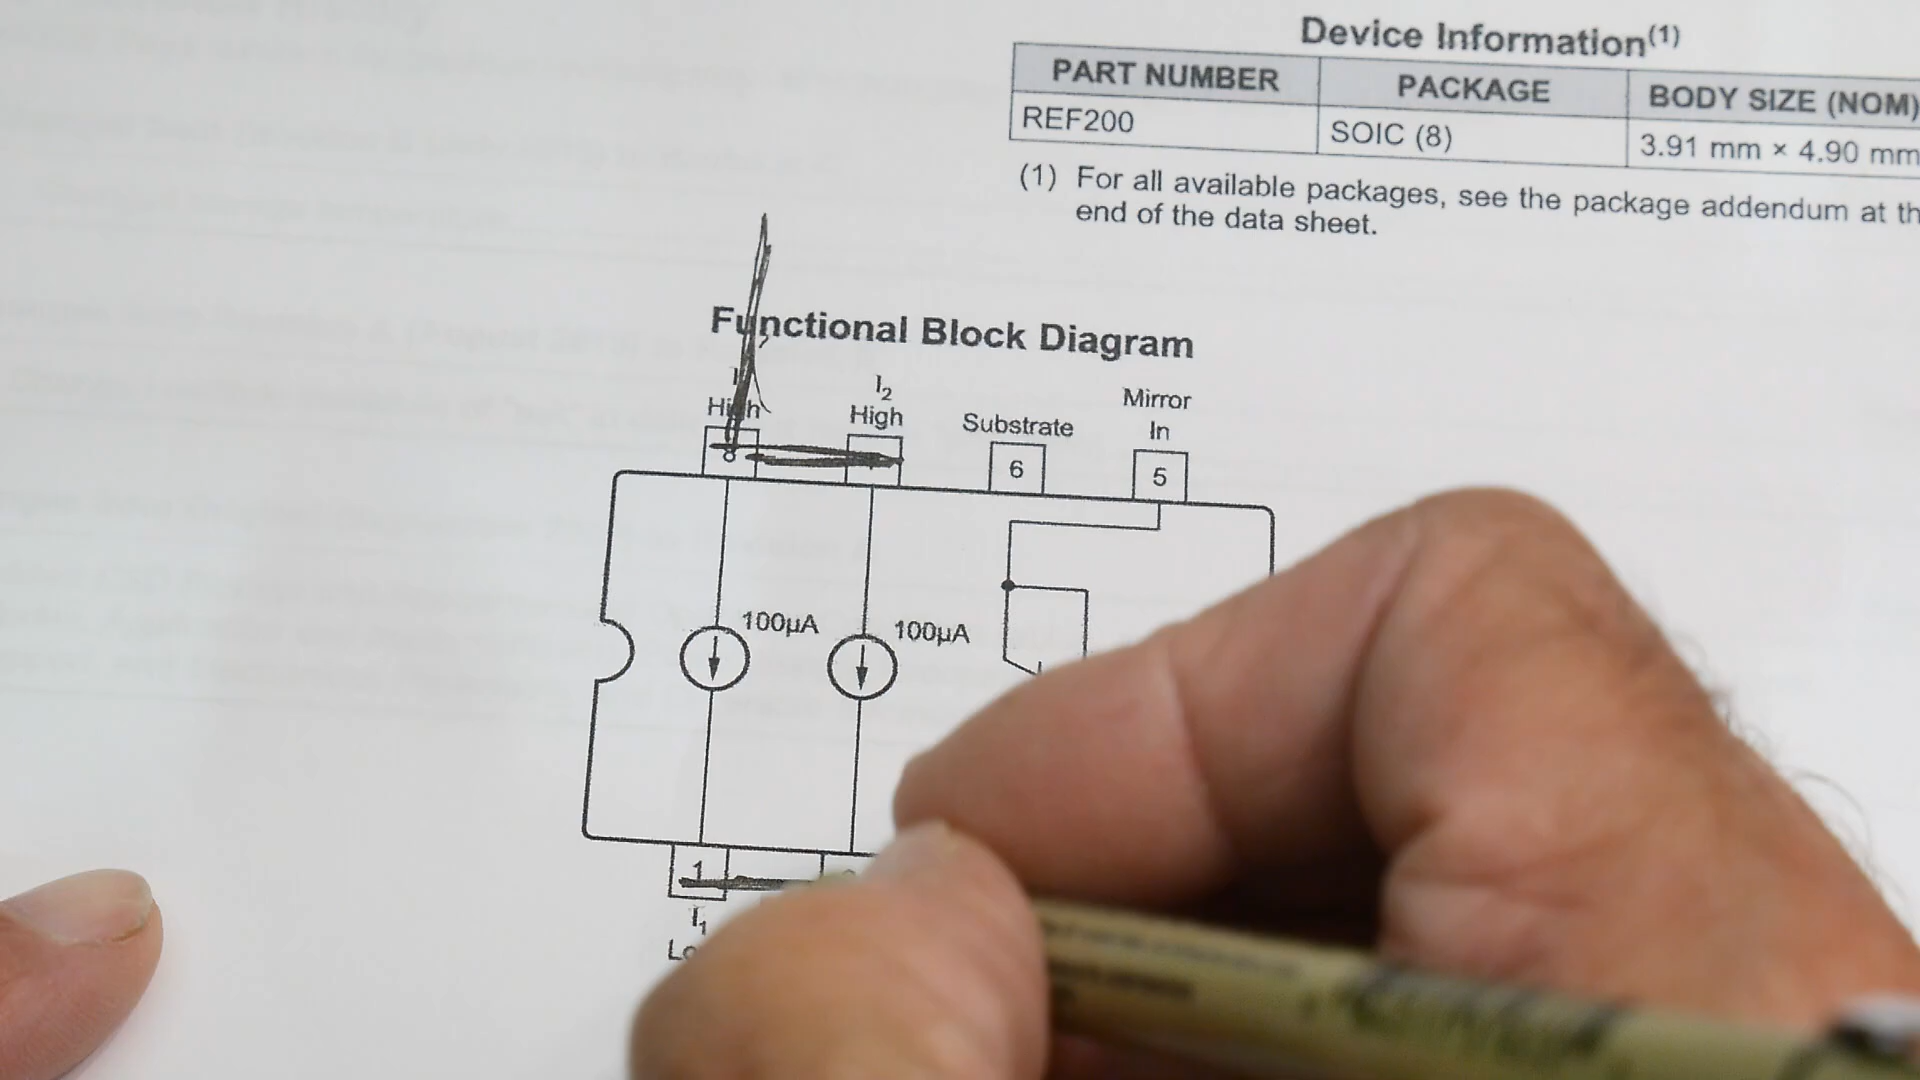 Device Information(1)
PART NUMBER PACKAGE BODY SIZE (NOM)
REF200 SOIC (8) 3.91 mm × 4.90 mm
(1) For all available packages, see the package addendum at th
end of the data sheet.
Functional Block Diagram
I2 Mirror
High High Substrate In
8 6 5
100µA 100µA
1
I1
Lo